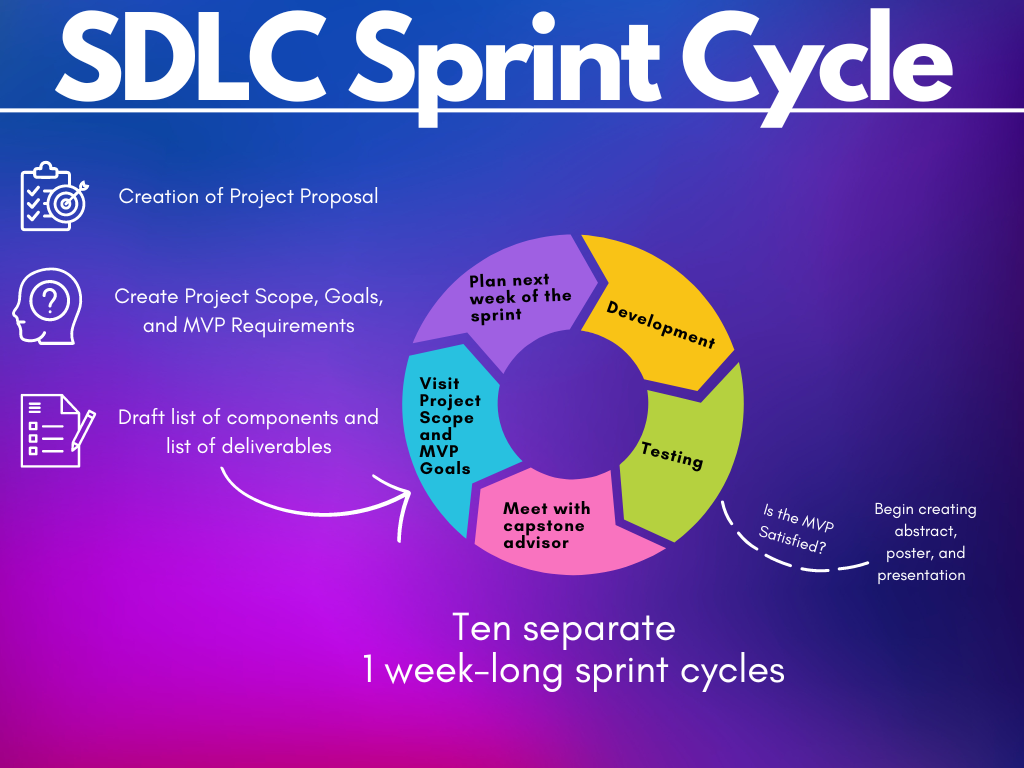 SDLC Sprint Cycle
Creation of Project Proposal
Create Project Scope, Goals,
and MVP Requirements
Draft list of components and
list of deliverables
Plan next
week of the
sprint
Development
Testing
Meet with
capstone
advisor
Visit
Project
Scope
and
MVP
Goals
Is the MVP
Satisfied?
Begin creating
abstract,
poster, and
presentation
Ten separate
1 week-long sprint cycles